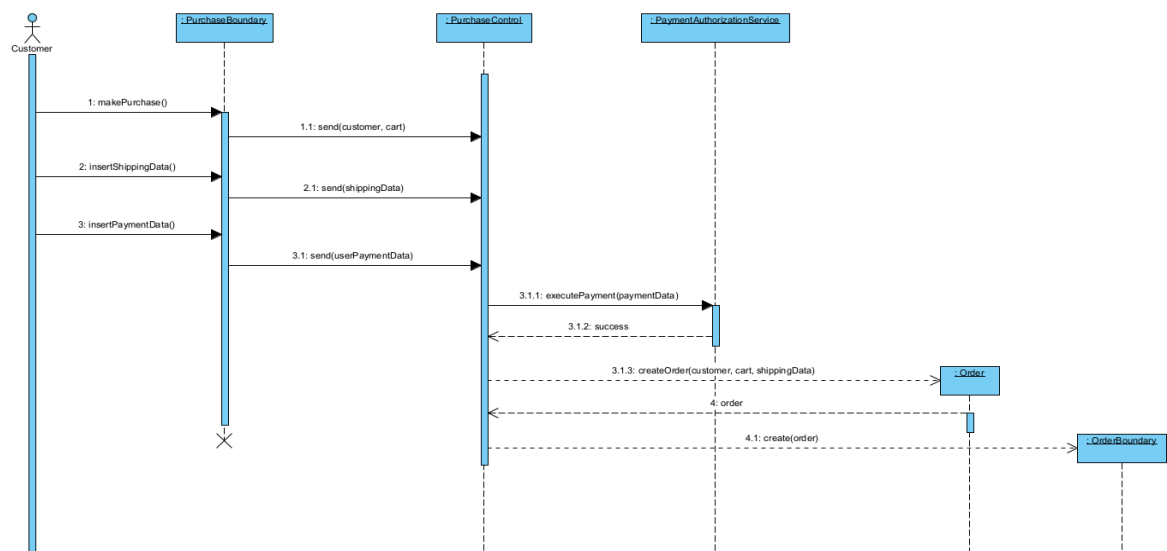 : PurchaseBoundary
: PurchaseControl
: PaymentAuthorizationService
Customer
1: makePurchase()
1.1: send(customer, cart)
2: insertShippingData()
2.1: send(shippingData)
3: insertPaymentData()
3.1: send(userPaymentData)
3.1.1: executePayment(paymentData)
3.1.2: success
3.1.3: createOrder(customer, cart, shippingData)
: Order
4: order
4.1: create(order)
: OrderBoundary